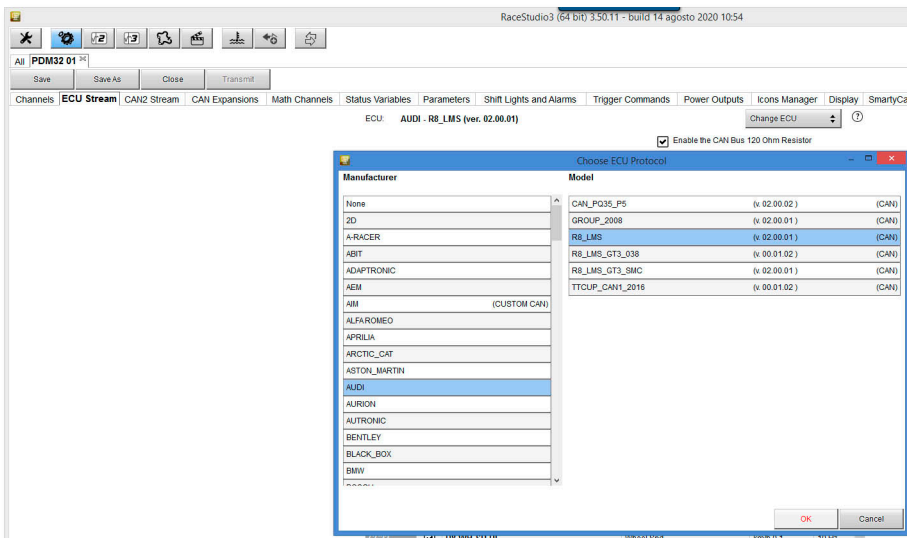 RaceStudio3 (64 bit) 3.50.11 - build 14 agosto 2020 10:54
All PDM32 01
Save Save As Close Transmit
Channels ECU Stream CAN2 Stream CAN Expansions Math Channels Status Variables Parameters Shift Lights and Alarms Trigger Commands Power Outputs Icons Manager Display SmartyCa
ECU: AUDI - R8_LMS (ver. 02.00.01) Change ECU ?
Enable the CAN Bus 120 Ohm Resistor
Choose ECU Protocol
Manufacturer Model
None CAN_PQ35_P5 (v. 02.00.02 ) (CAN)
2D GROUP_2008 (v. 02.00.01 ) (CAN)
A-RACER R8_LMS (v. 02.00.01 ) (CAN)
ABIT R8_LMS_GT3_038 (v. 00.01.02 ) (CAN)
ADAPTRONIC R8_LMS_GT3_SMC (v. 02.00.01 ) (CAN)
AEM TTCUP_CAN1_2016 (v. 00.01.02 ) (CAN)
AIM (CUSTOM CAN)
ALFAROMEO
APRILIA
ARCTIC_CAT
ASTON_MARTIN
AUDI
AURION
AUTRONIC
BENTLEY
BLACK_BOX
BMW
OK Cancel